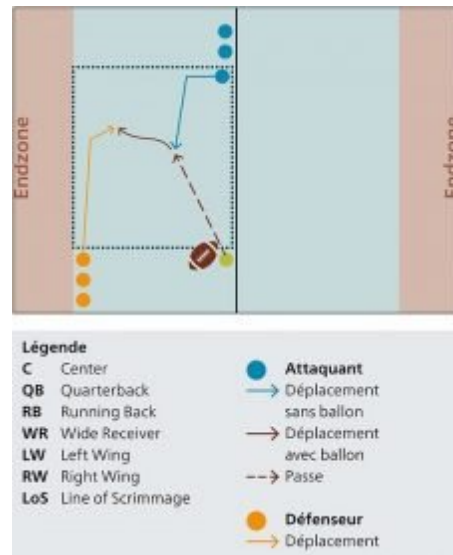 Endzone
Endzone
Légende
C Center
QB Quarterback
RB Running Back
WR Wide Receiver
LW Left Wing
RW Right Wing
LoS Line of Scrimmage
Attaquant
Déplacement
sans ballon
Déplacement
avec ballon
Passe
Défenseur
Déplacement